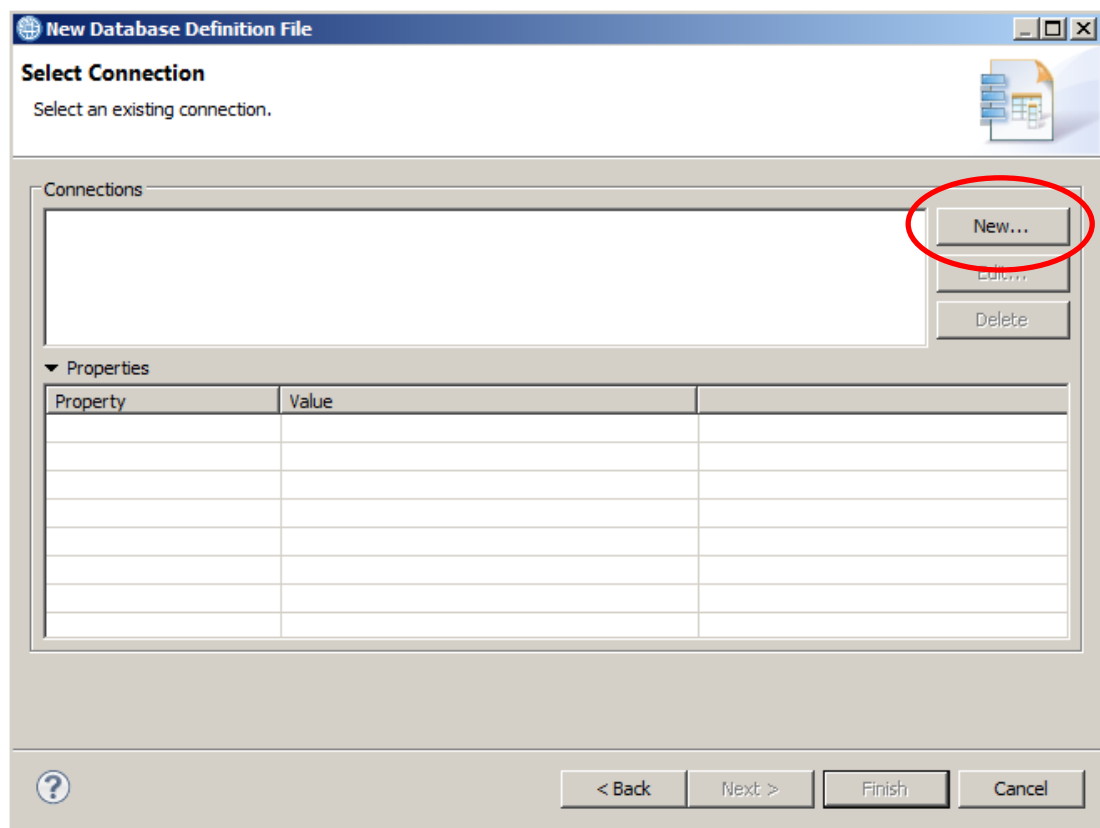 New Database Definition File
Select Connection
Select an existing connection.
Connections
New...
Edit...
Delete
Properties
Property Value
?
< Back Next > Finish Cancel